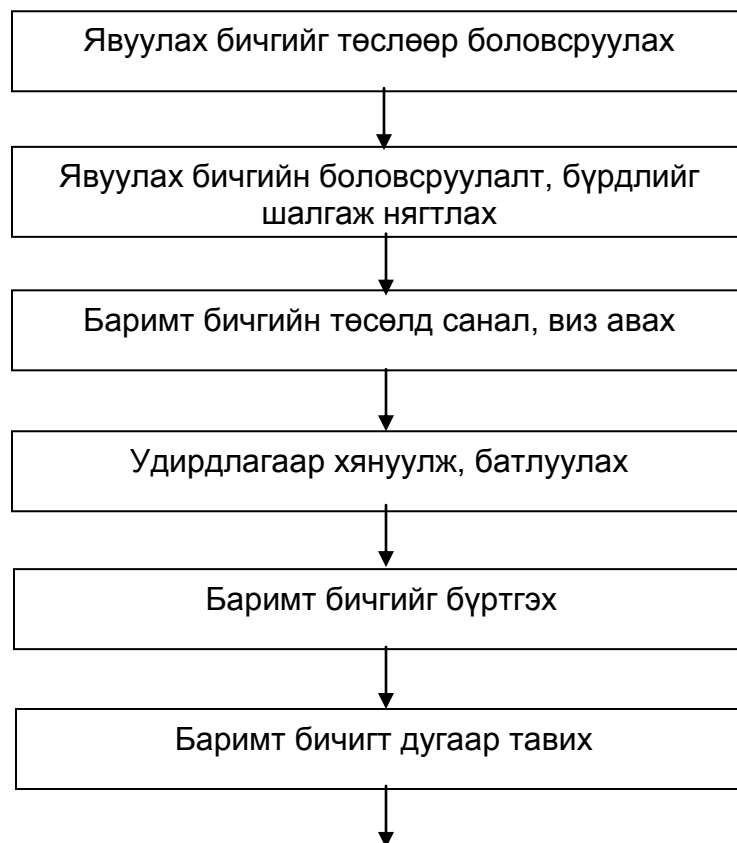 Явуулах бичгийг төслөөр боловсруулах
Явуулах бичгийн боловсруулалт, бүрдлийг
шалгаж нягтлах
Баримт бичгийн төсөлд санал, виз авах
Удирдлагаар хянуулж, батлуулах
Баримт бичгийг бүртгэх
Баримт бичигт дугаар тавих